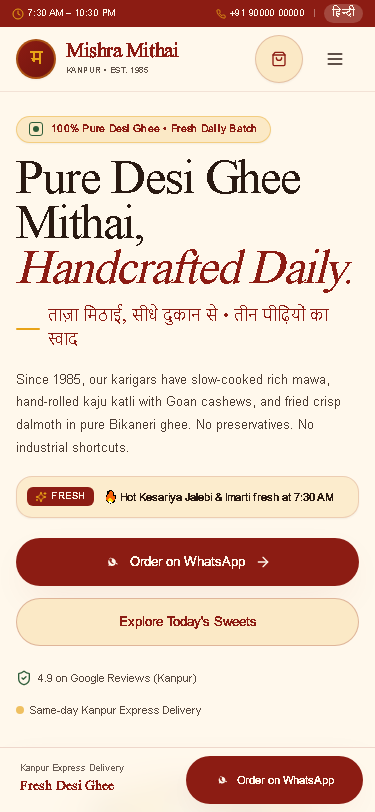 7:30 AM – 10:30 PM
+91 90000 00000 | हिन्दी
म
Mishra Mithai
KANPUR • EST. 1985
100% Pure Desi Ghee • Fresh Daily Batch
Pure Desi Ghee
Mithai,
Handcrafted Daily.
ताज़ा मिठाई, सीधे दुकान से • तीन पीढ़ियों का
स्वाद
Since 1985, our karigars have slow-cooked rich mawa,
hand-rolled kaju katli with Goan cashews, and fried crisp
dalmoth in pure Bikaneri ghee. No preservatives. No
industrial shortcuts.
FRESH
🔥 Hot Kesariya Jalebi & Imarti fresh at 7:30 AM
Order on WhatsApp →
Explore Today's Sweets
4.9 on Google Reviews (Kanpur)
Same-day Kanpur Express Delivery
Kanpur Express Delivery
Fresh Desi Ghee
Order on WhatsApp